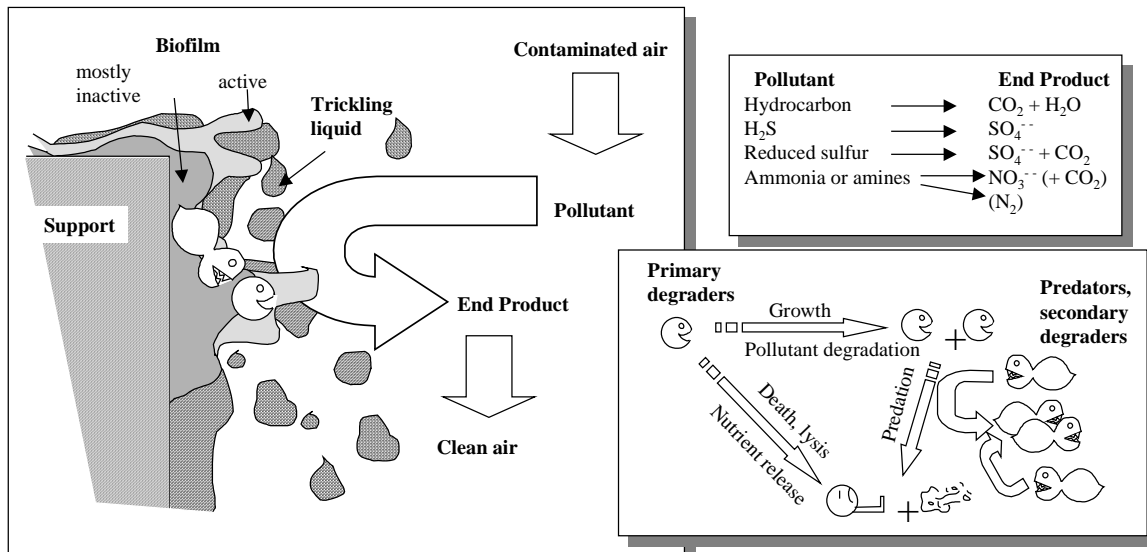 Biofilm
mostly
inactive
active
Trickling
liquid
Contaminated air
Support
Pollutant
End Product
Clean air
Pollutant End Product
Hydrocarbon CO₂ + H₂O
H₂S SO₄⁻⁻
Reduced sulfur SO₄⁻⁻ + CO₂
Ammonia or amines NO₃⁻⁻ (+ CO₂)
(N₂)
Primary
degraders
Predators,
secondary
degraders
Growth
Pollutant degradation
+
Predation
Death, lysis
Nutrient release
+